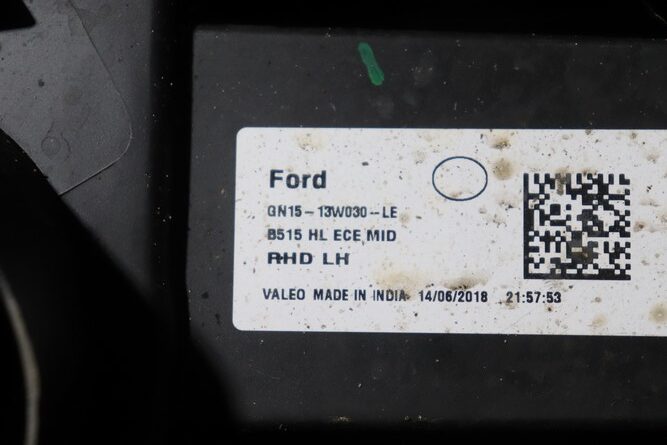 Ford
GN15-13W030-LE
B515 HL ECE MID
RHD LH
VALEO MADE IN INDIA 14/06/2018 21:57:53